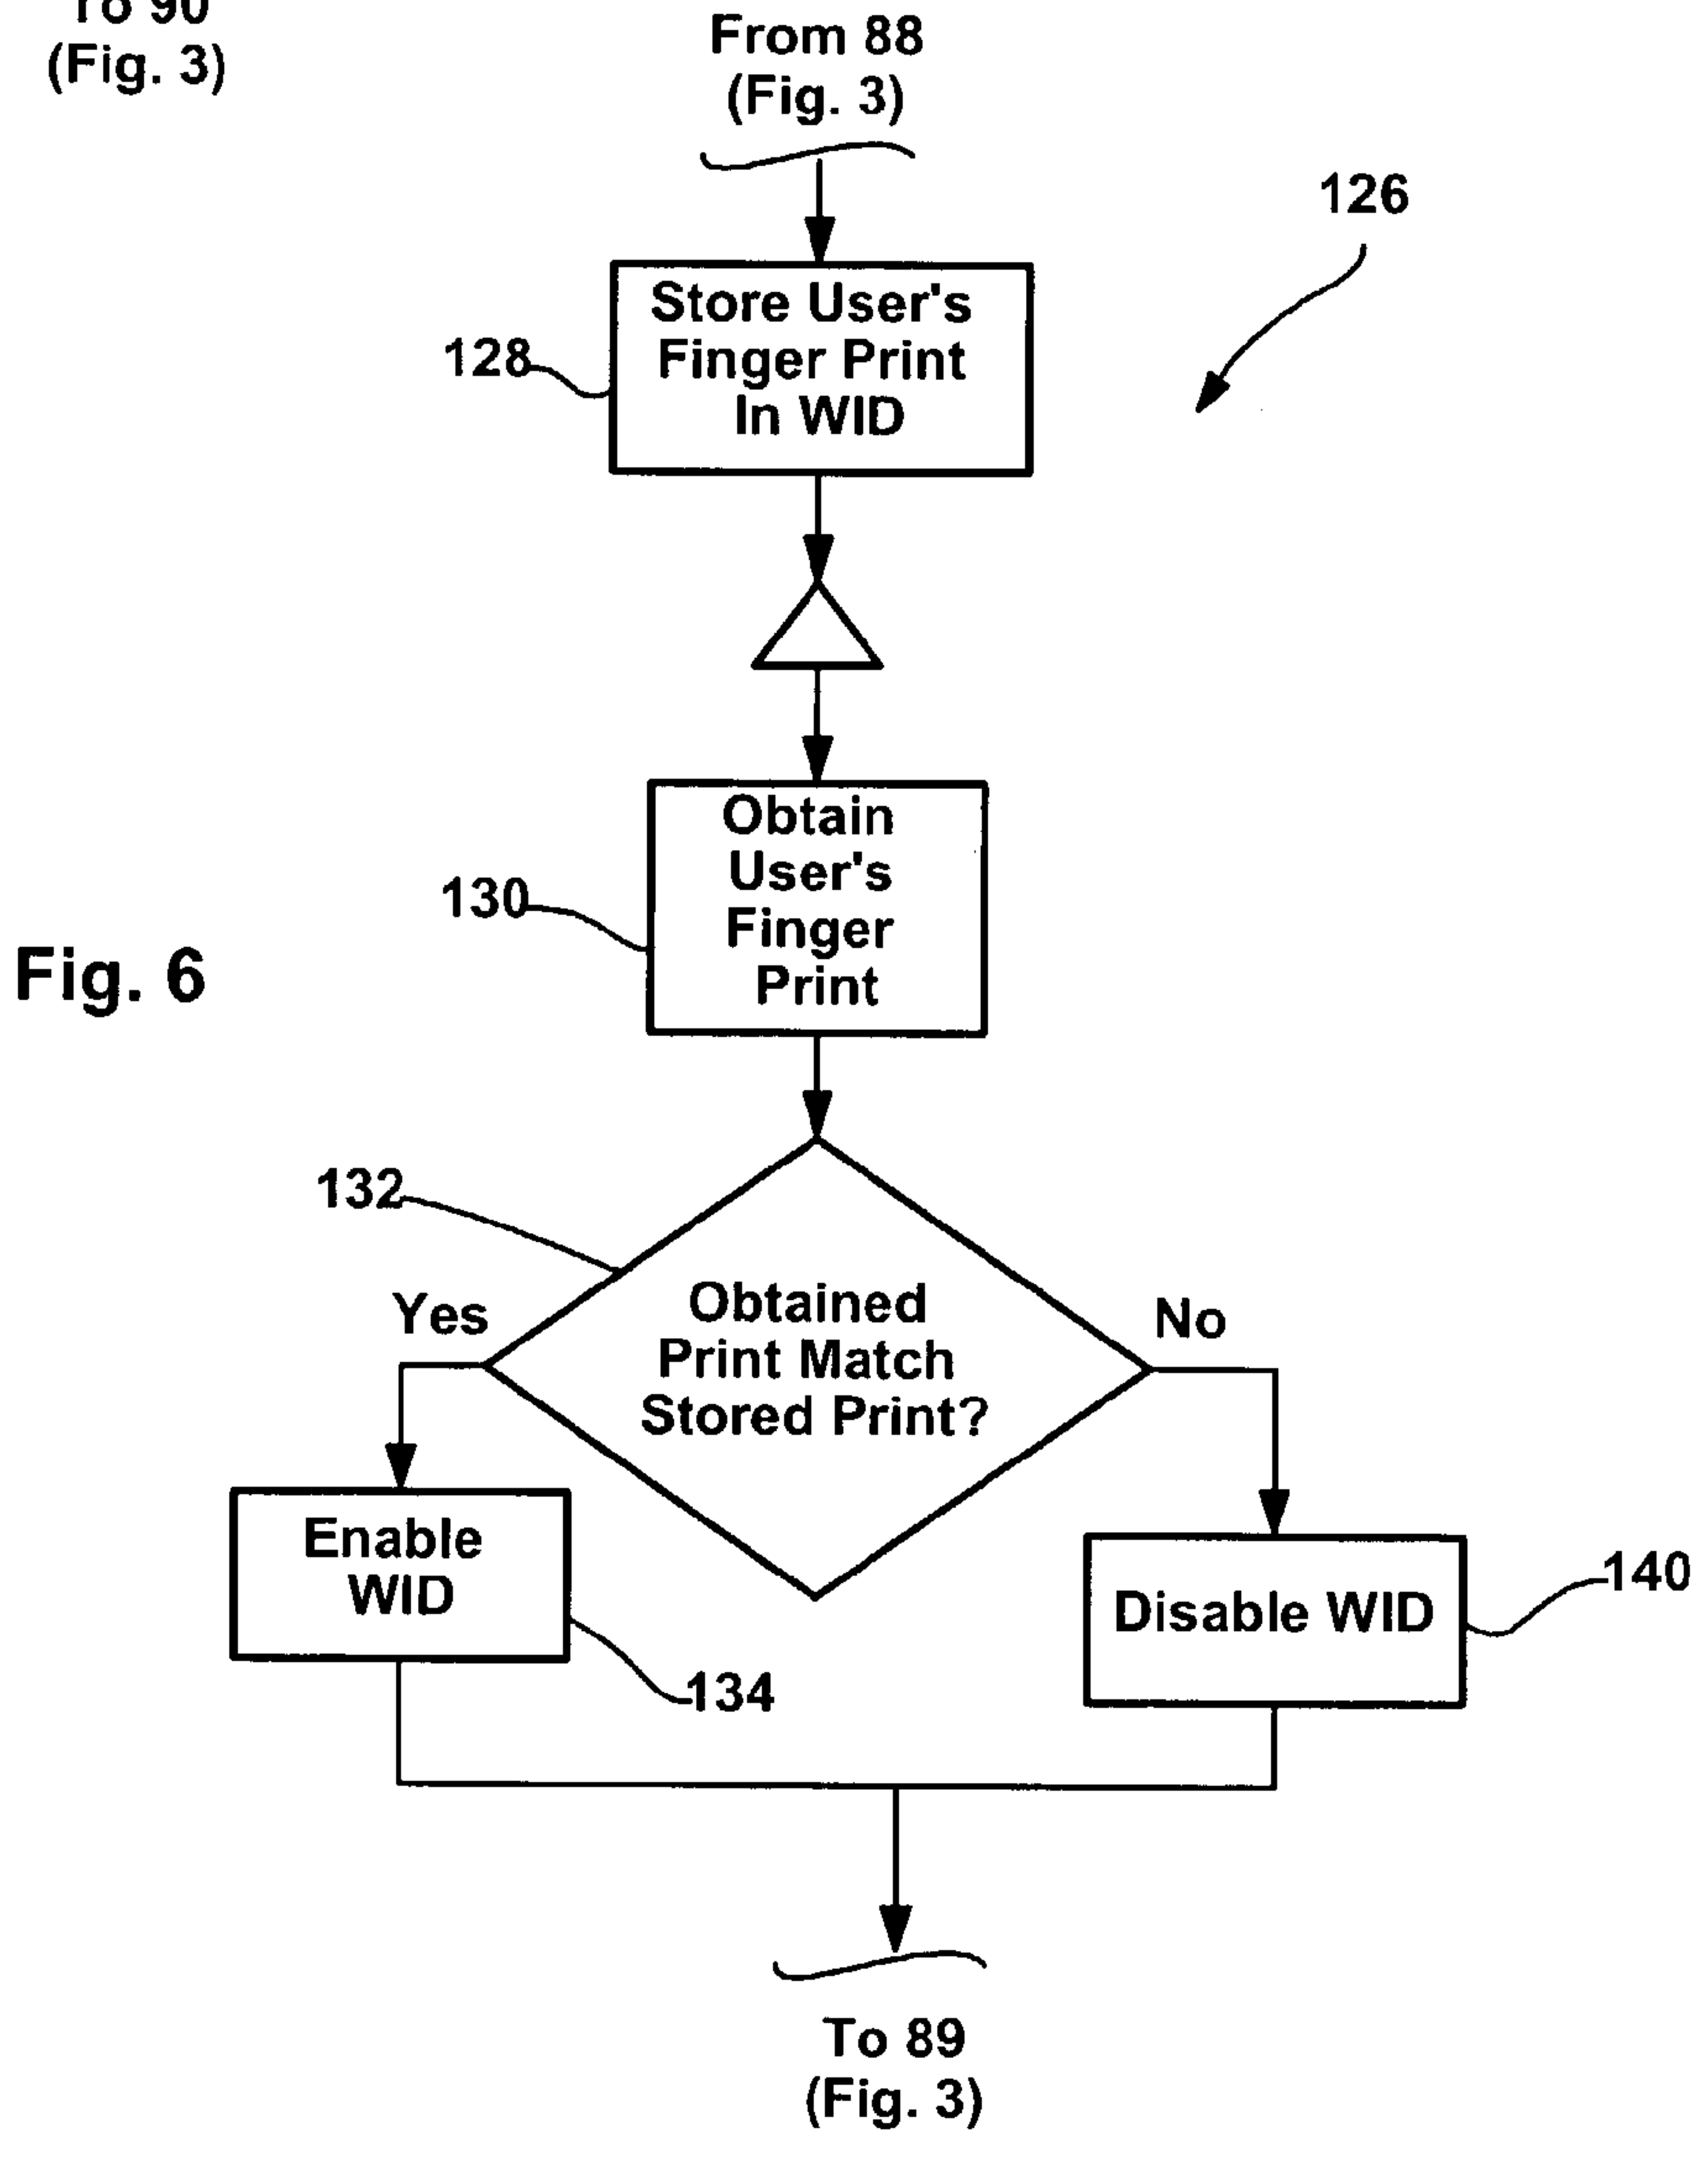 To 90
(Fig. 3)
From 88
(Fig. 3)
126
Store User's
Finger Print
In WID
128
Obtain
User's
Finger
Print
130
Fig. 6
132
Yes
Obtained
Print Match
Stored Print?
No
Enable
WID
134
Disable WID
140
To 89
(Fig. 3)